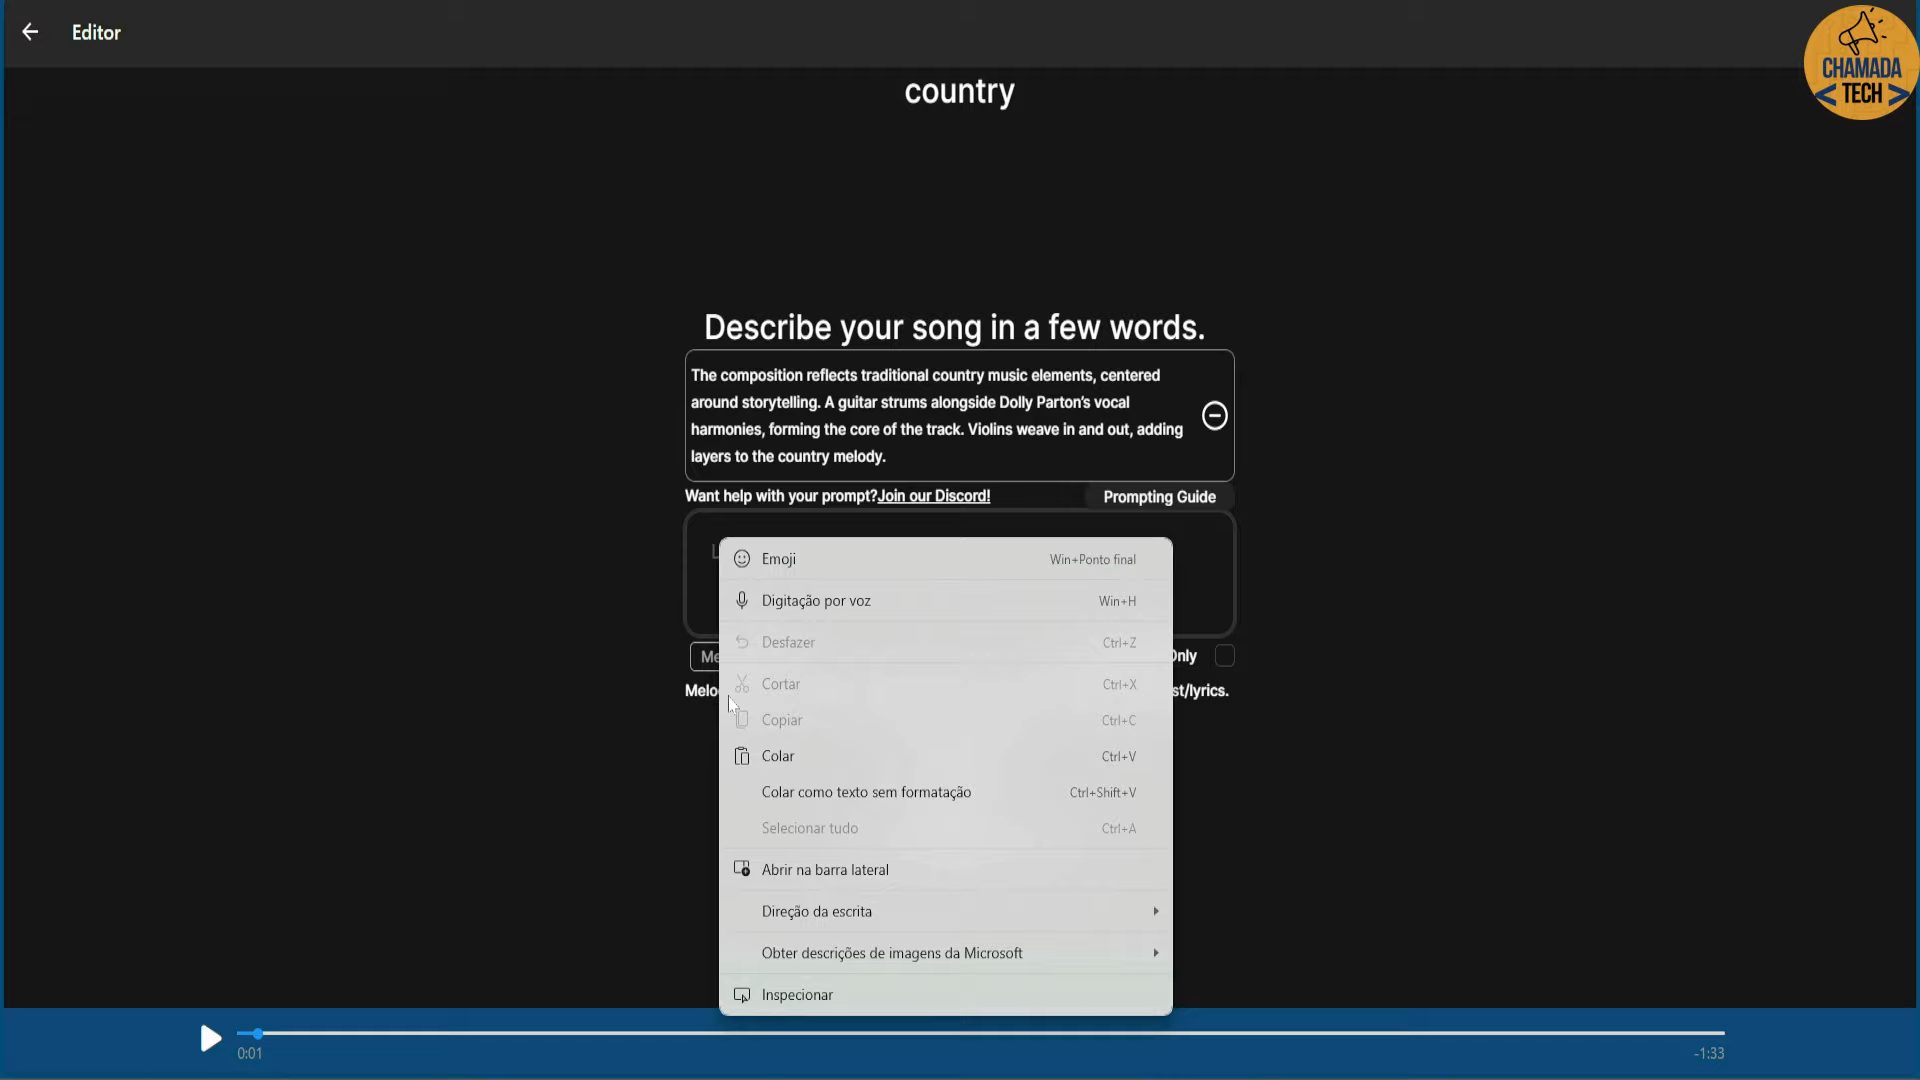 Editor
CHAMADA
< TECH >
country
Describe your song in a few words.
The composition reflects traditional country music elements, centered
around storytelling. A guitar strums alongside Dolly Parton's vocal
harmonies, forming the core of the track. Violins weave in and out, adding
layers to the country melody.
Want help with your prompt?Join our Discord!
Prompting Guide
Emoji Win+Ponto final
Digitação por voz Win+H
Desfazer Ctrl+Z
Only
Cortar Ctrl+X
st/lyrics.
Copiar Ctrl+C
Colar Ctrl+V
Colar como texto sem formatação Ctrl+Shift+V
Selecionar tudo Ctrl+A
Abrir na barra lateral
Direção da escrita
Obter descrições de imagens da Microsoft
Inspecionar
0:01
-1:33